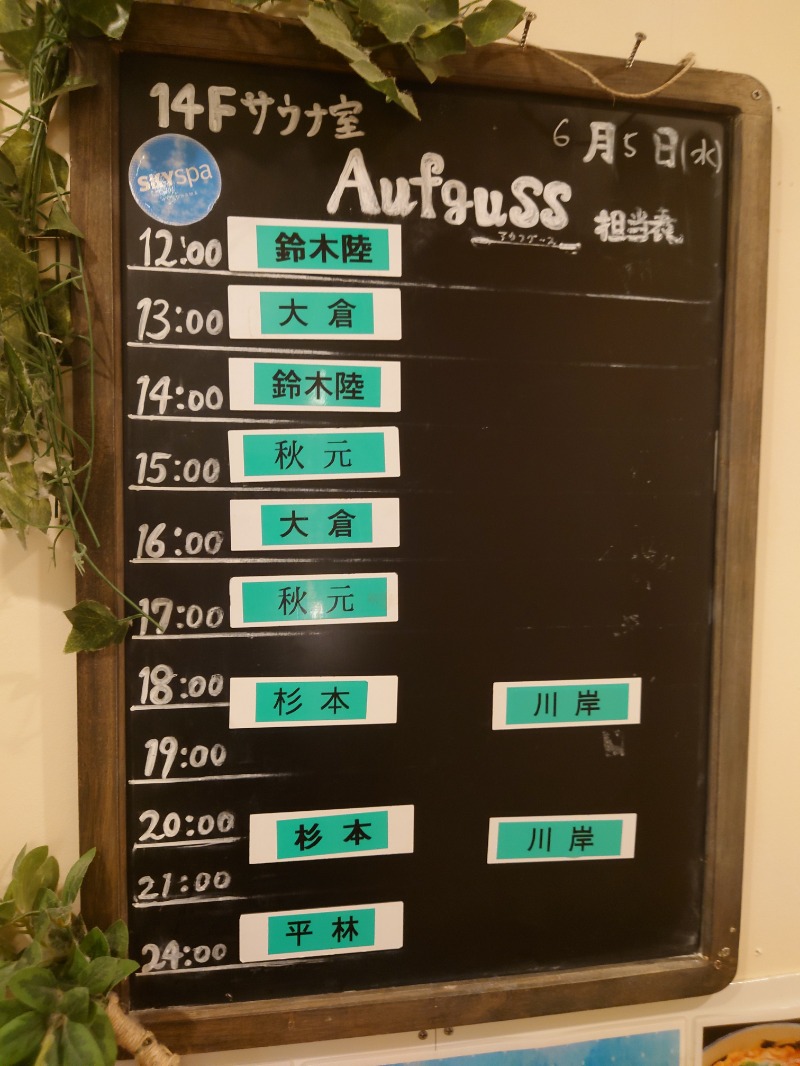 14Fサウナ室
6月5日(水)
skyspa
Aufguss 担当表
アウフグース
12:00 鈴木陸
13:00 大倉
14:00 鈴木陸
15:00 秋元
16:00 大倉
17:00 秋元
18:00 杉本 川岸
19:00
20:00 杉本 川岸
21:00
24:00 平林